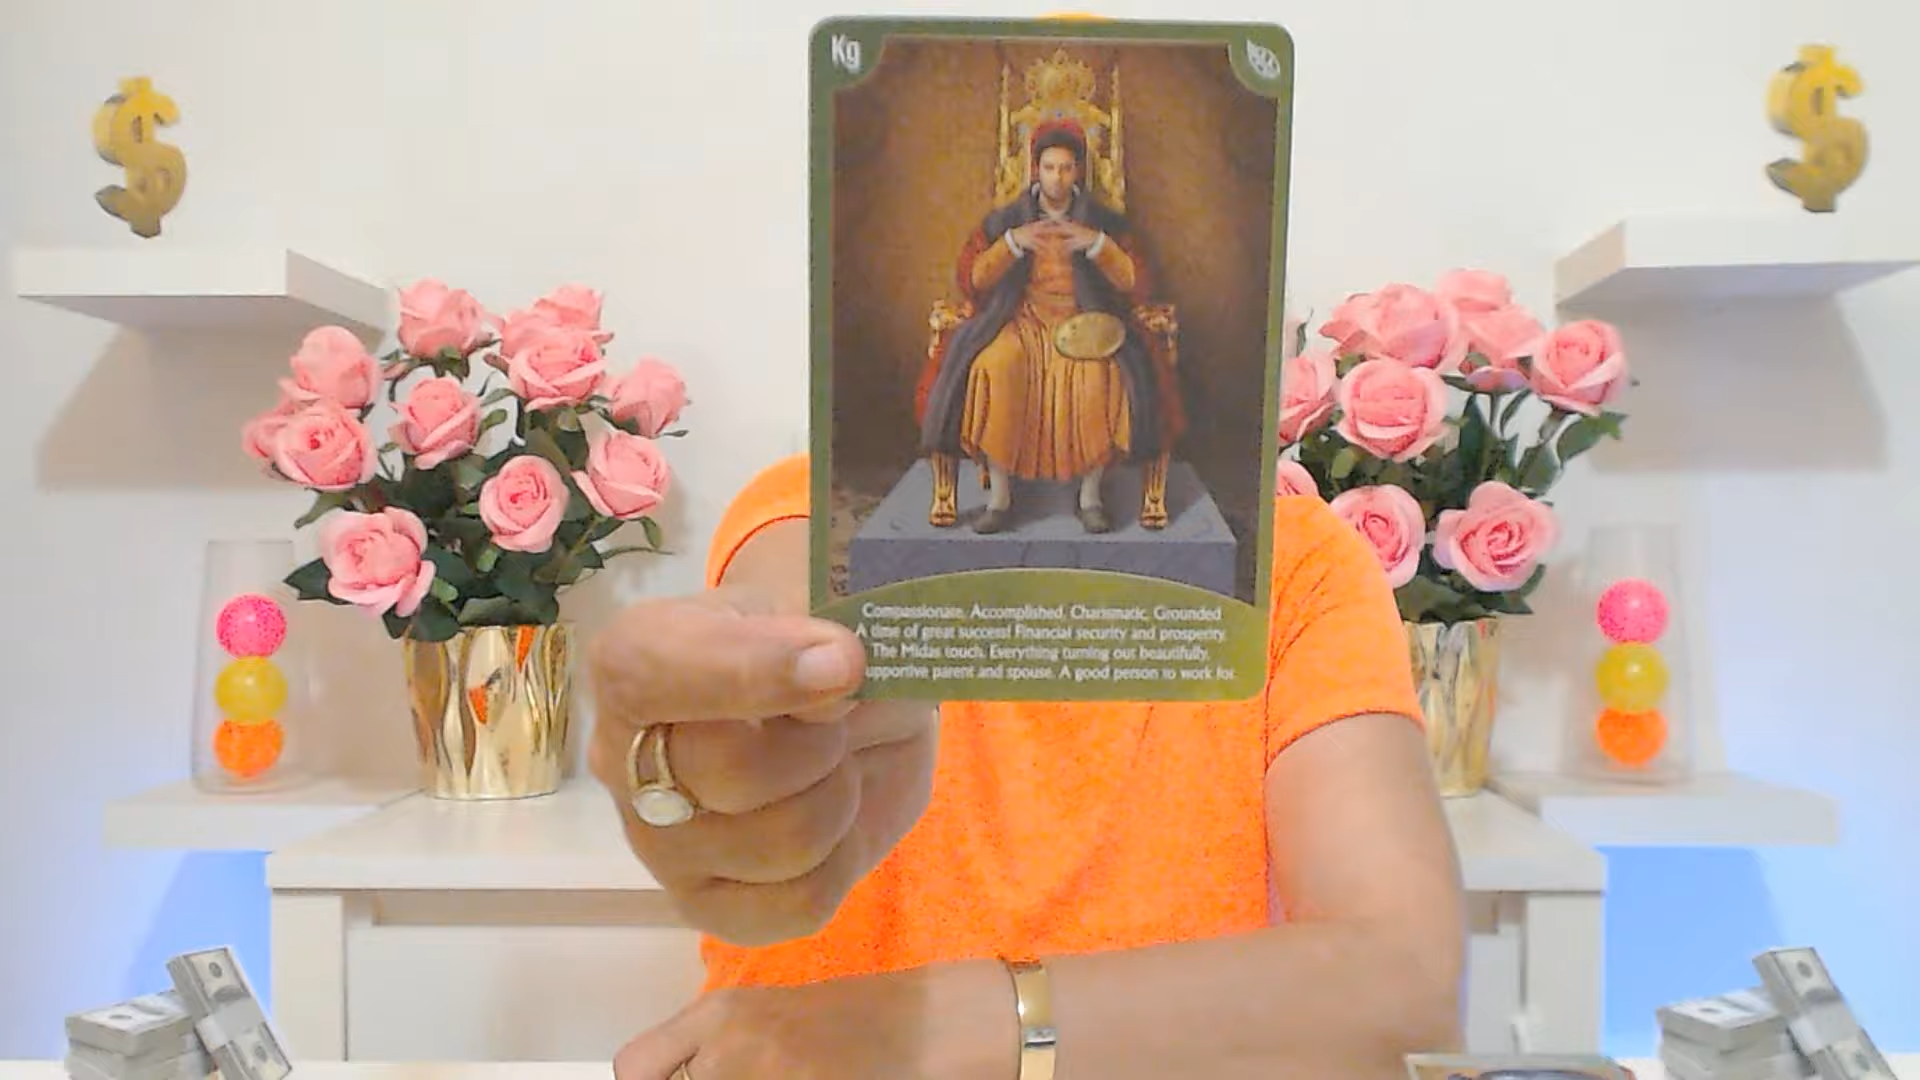 $ $
Kg
Compassionate. Accomplished. Charismatic. Grounded
A time of great success! Financial security and prosperity.
The Midas touch. Everything turning out beautifully.
upportive parent and spouse. A good person to work for.